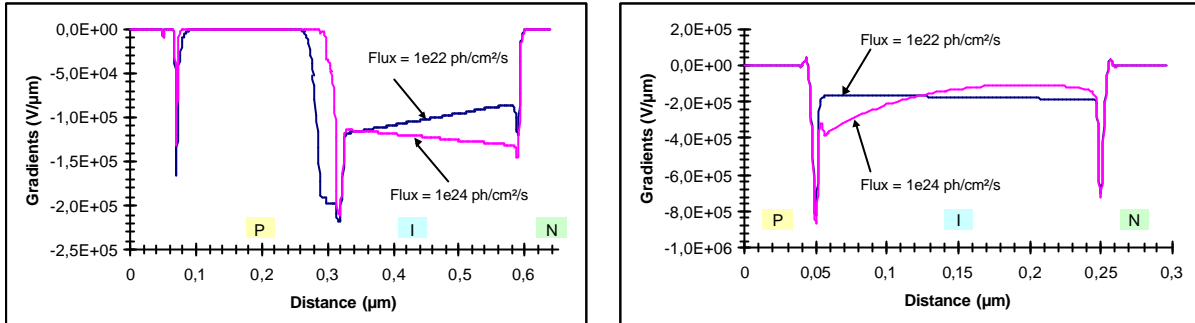 0,0E+00
-5,0E+04
-1,0E+05
-1,5E+05
-2,0E+05
-2,5E+05
Gradients (V/µm)
Flux = 1e22 ph/cm²/s
Flux = 1e24 ph/cm²/s
P
I
N
0
0,1
0,2
0,3
0,4
0,5
0,6
Distance (µm)
2,0E+05
0,0E+00
-2,0E+05
-4,0E+05
-6,0E+05
-8,0E+05
-1,0E+06
Gradients (V/µm)
Flux = 1e22 ph/cm²/s
Flux = 1e24 ph/cm²/s
P
I
N
0
0,05
0,1
0,15
0,2
0,25
0,3
Distance (µm)